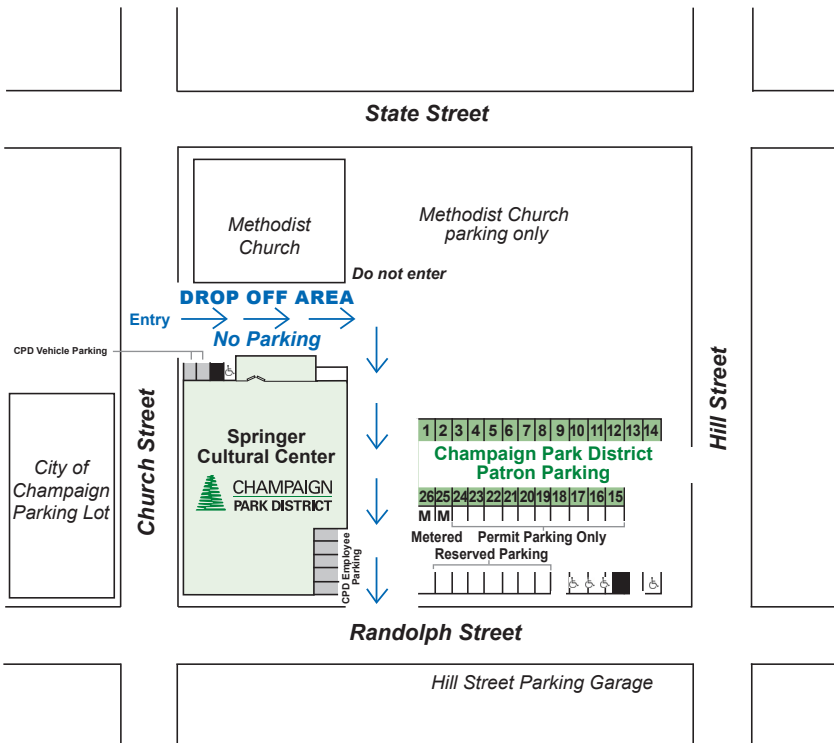 State Street
Methodist
Church
Methodist Church
parking only
Do not enter
DROP OFF AREA
Entry
No Parking
CPD Vehicle Parking
Church Street
Hill Street
City of
Champaign
Parking Lot
Springer
Cultural Center
CHAMPAIGN
PARK DISTRICT
CPD Employee
Parking
1 2 3 4 5 6 7 8 9 10 11 12 13 14
Champaign Park District
Patron Parking
26 25 24 23 22 21 20 19 18 17 16 15
M M
Metered Permit Parking Only
Reserved Parking
Randolph Street
Hill Street Parking Garage